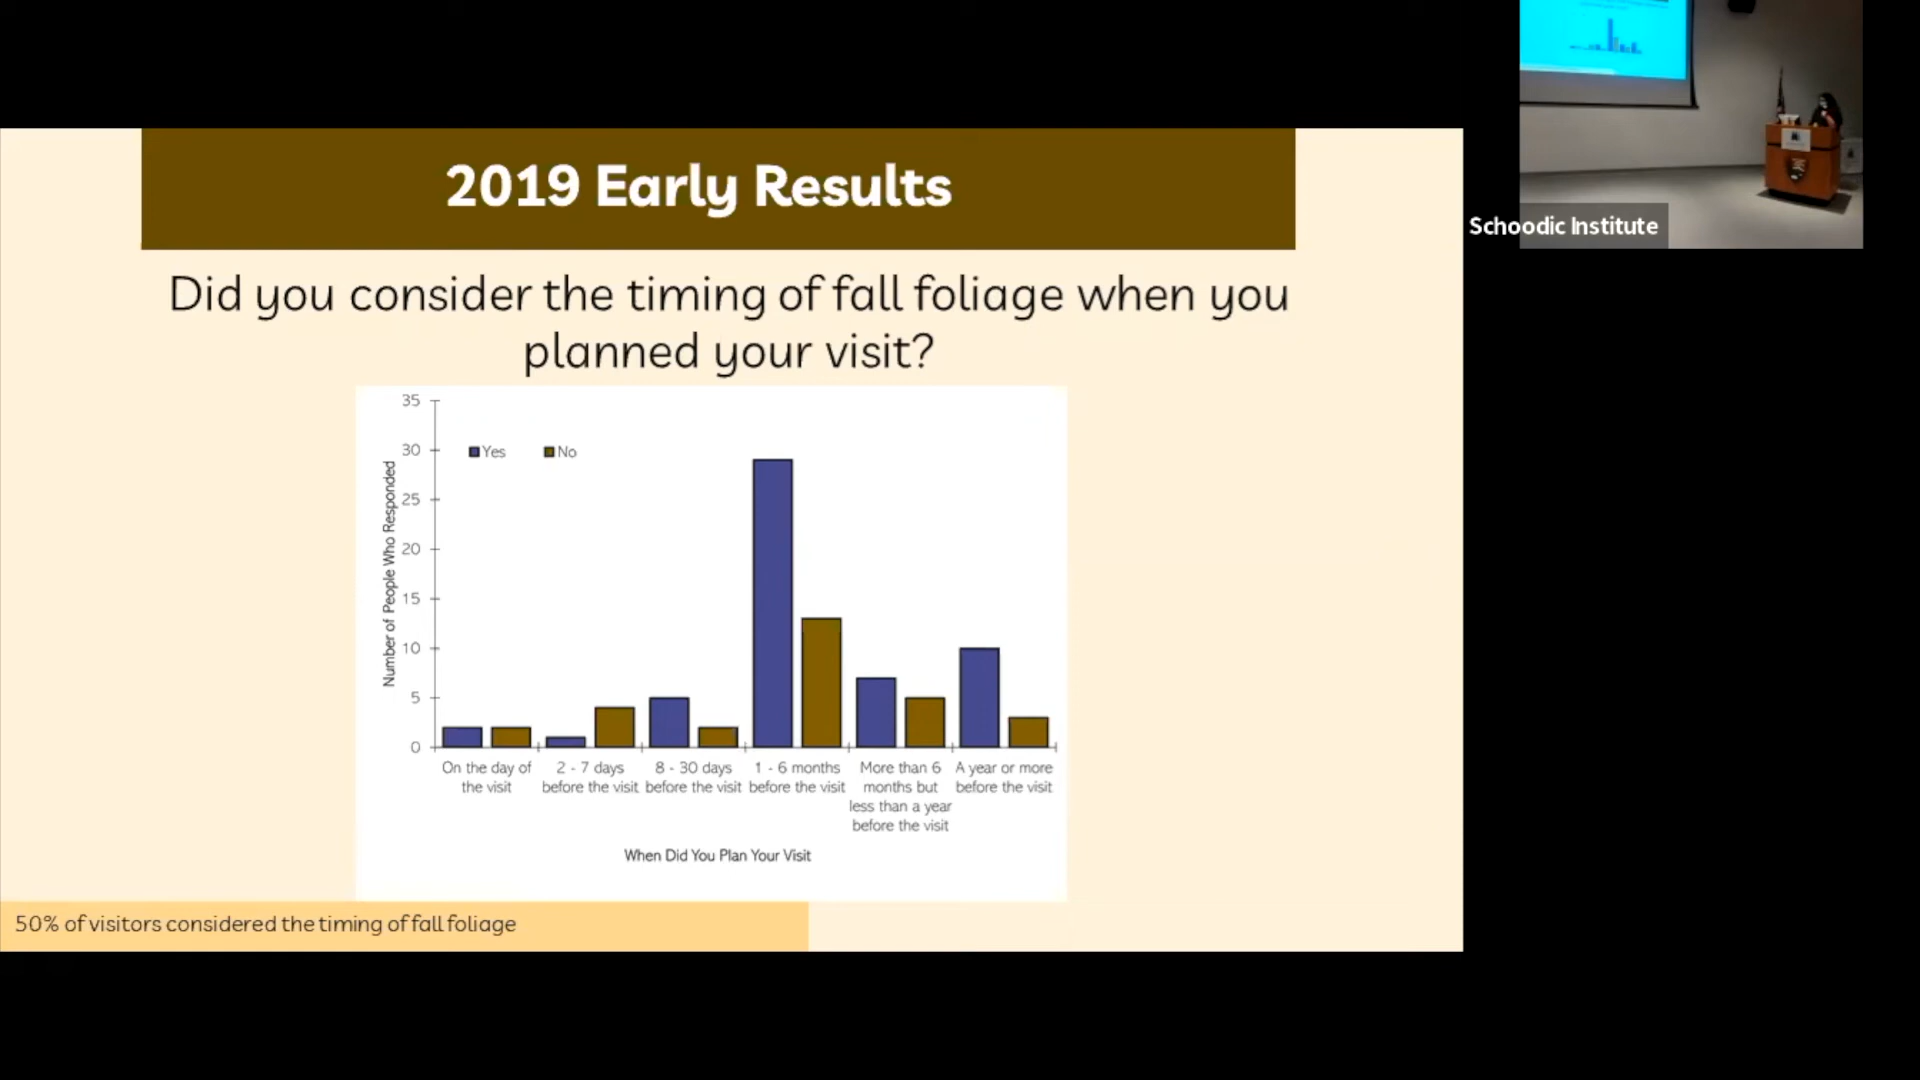 2019 Early Results
Did you consider the timing of fall foliage when you
planned your visit?
35
30
25
20
15
10
5
0
Number of People Who Responded
Yes
No
On the day of
the visit
2 - 7 days
before the visit
8 - 30 days
before the visit
1 - 6 months
before the visit
More than 6
months but
less than a year
before the visit
A year or more
before the visit
When Did You Plan Your Visit
50% of visitors considered the timing of fall foliage
Schoodic Institute